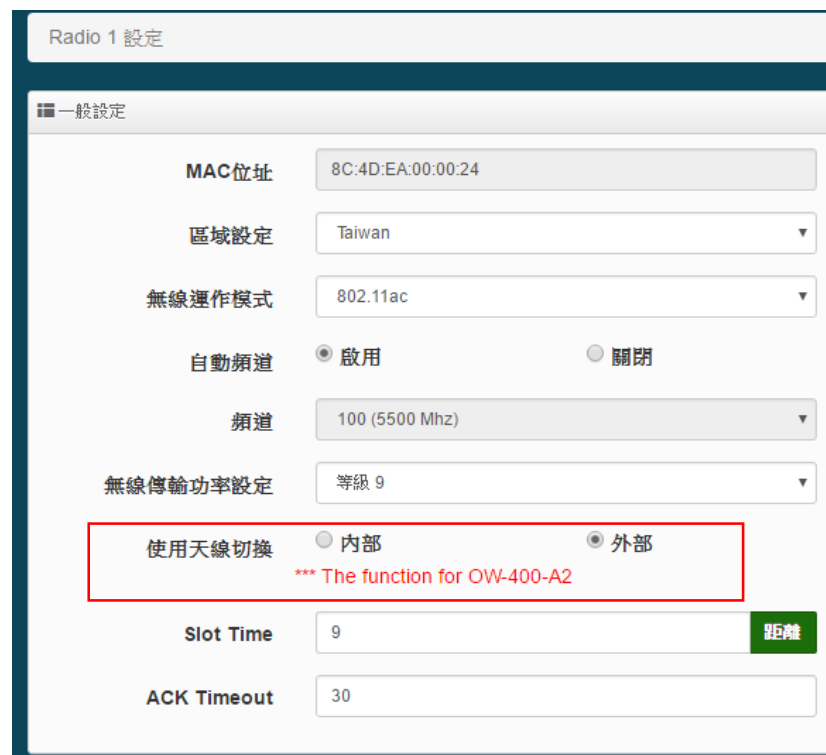 Radio 1 設定
一般設定
MAC位址 8C:4D:EA:00:00:24
區域設定 Taiwan
無線運作模式 802.11ac
自動頻道 啟用 關閉
頻道 100 (5500 Mhz)
無線傳輸功率設定 等級 9
使用天線切換 內部 外部
*** The function for OW-400-A2
Slot Time 9 距離
ACK Timeout 30